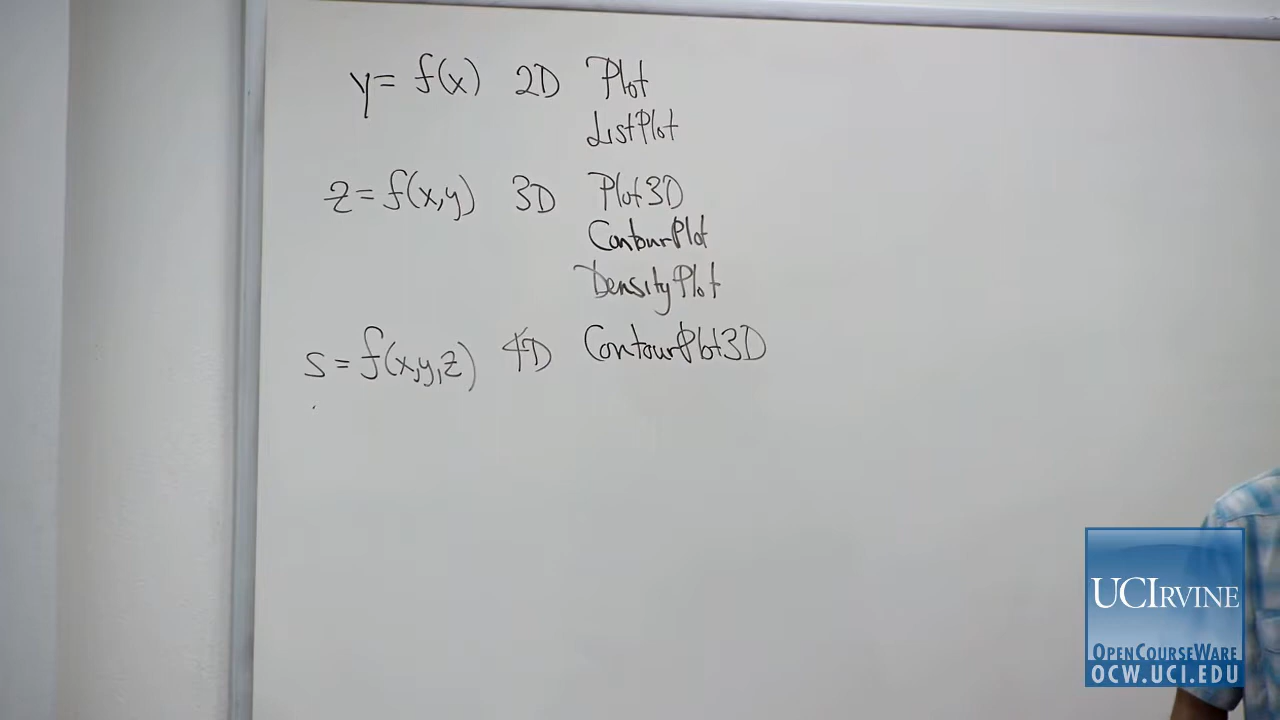 y = f(x) 2D Plot
ListPlot
z = f(x,y) 3D Plot3D
ContourPlot
DensityPlot
s = f(x,y,z) 4D ContourPlot3D
UCIRVINE
OPENCOURSEWARE
OCW.UCI.EDU